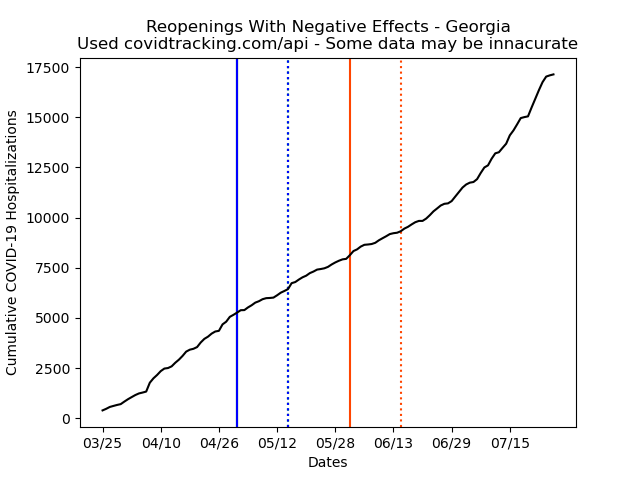 Reopenings With Negative Effects - Georgia
Used covidtracking.com/api - Some data may be innacurate
17500
15000
12500
10000
7500
5000
2500
0
Cumulative COVID-19 Hospitalizations
03/25 04/10 04/26 05/12 05/28 06/13 06/29 07/15
Dates